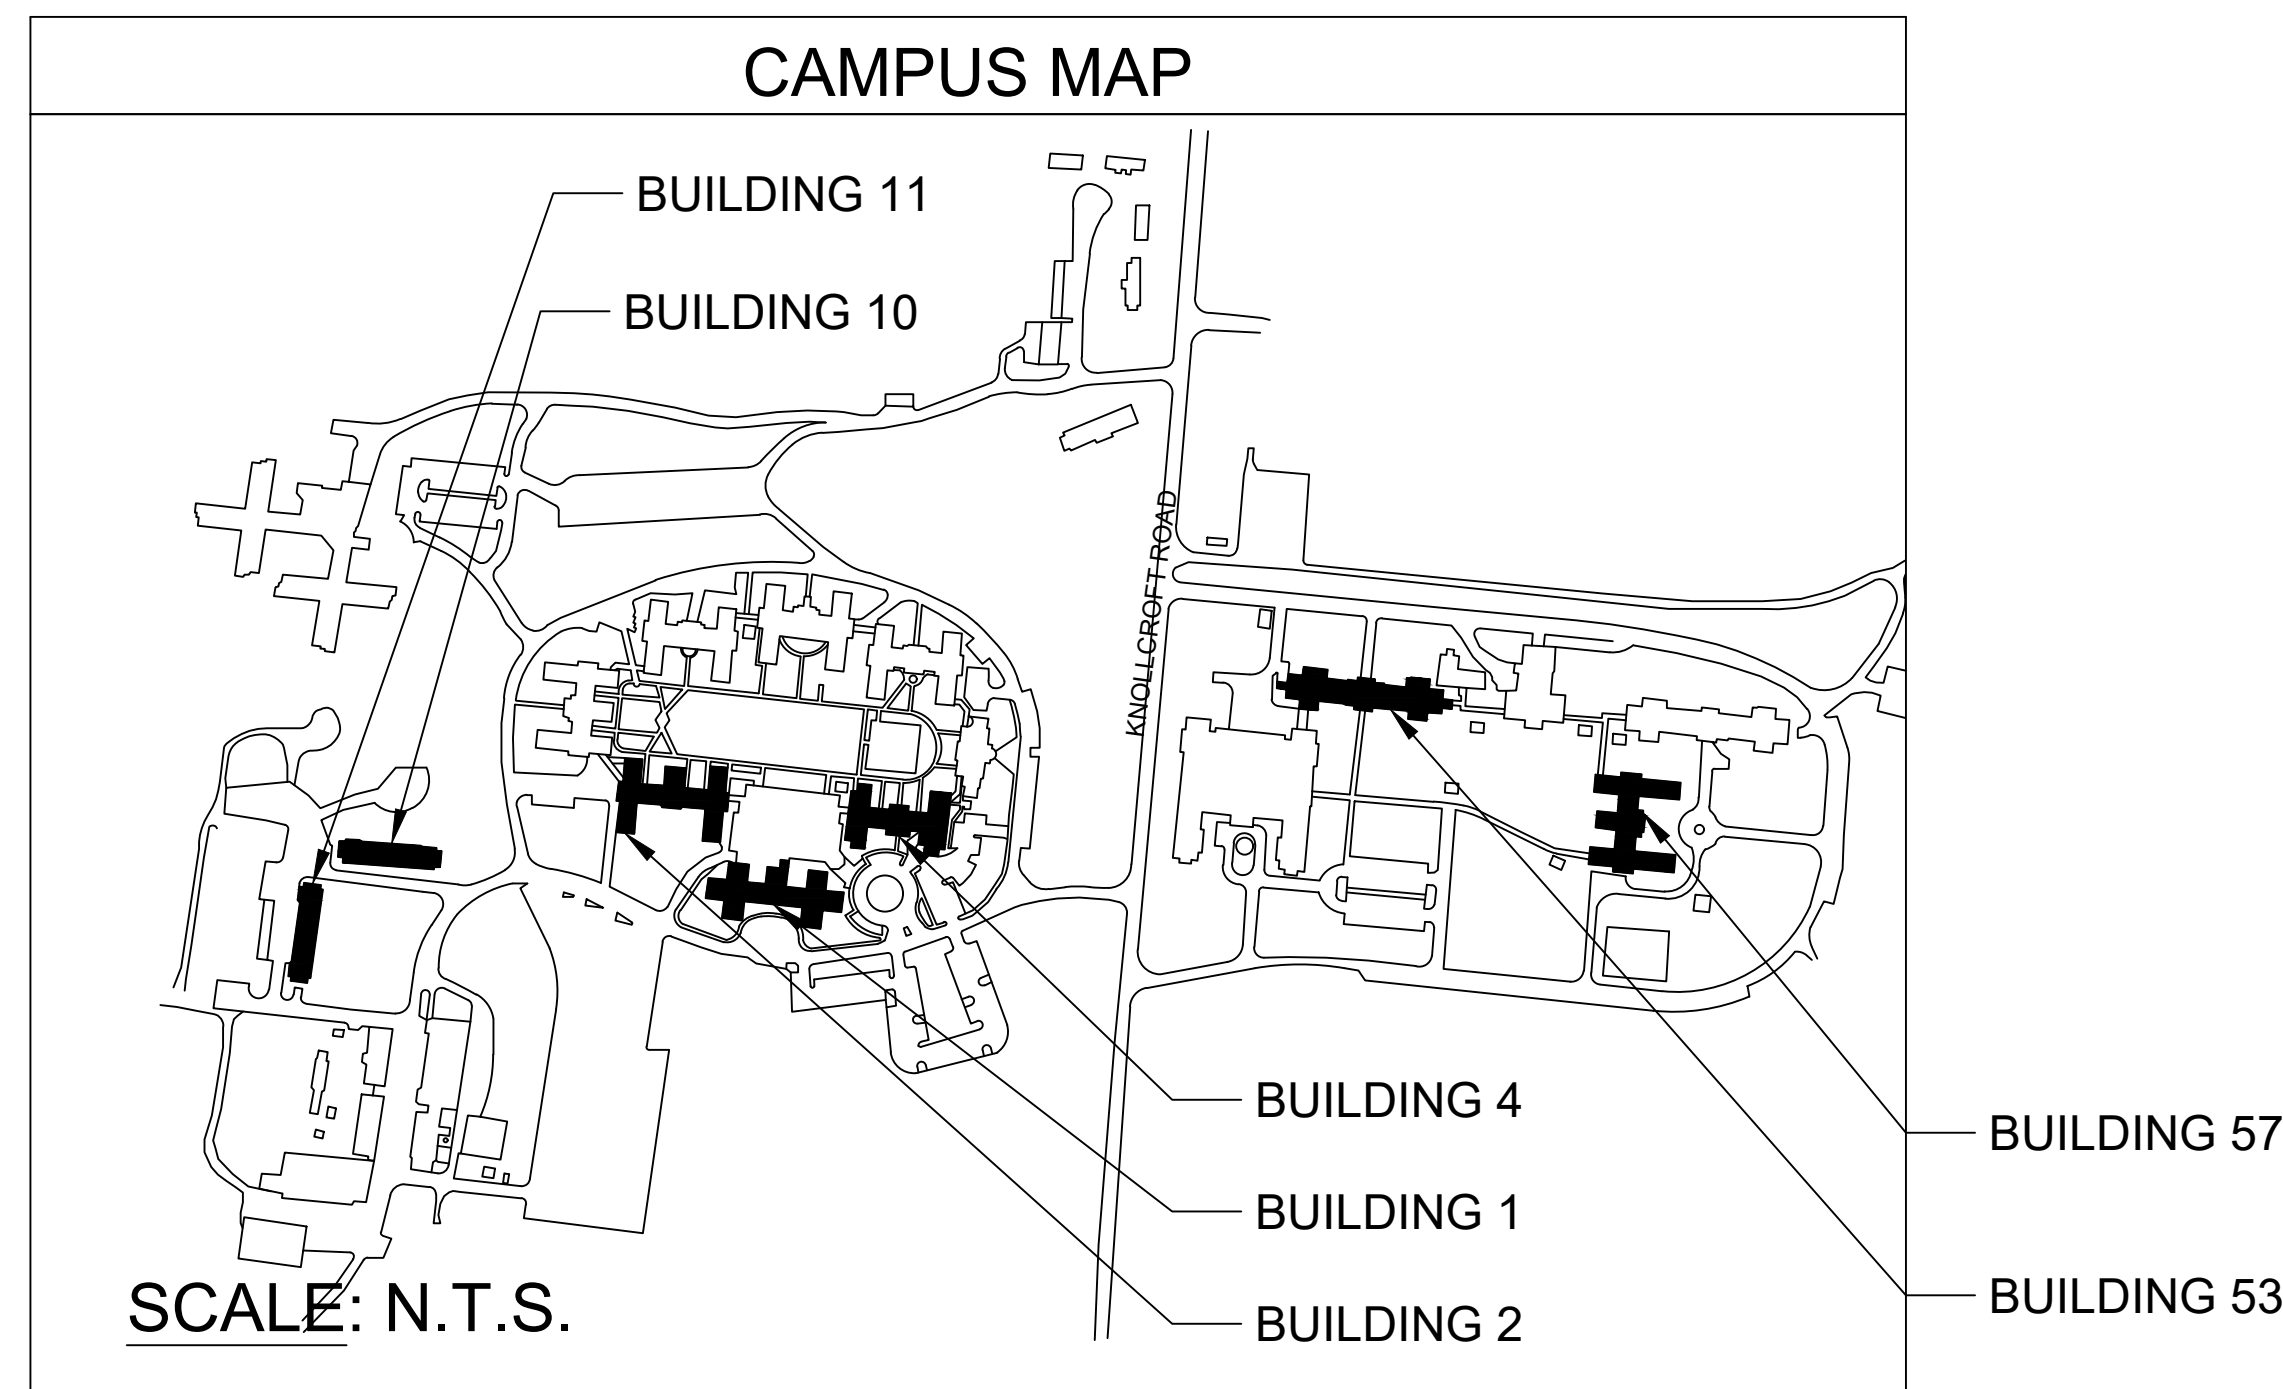 CAMPUS MAP
BUILDING 11
BUILDING 10
KNOLLCROFT ROAD
BUILDING 4
BUILDING 57
BUILDING 1
BUILDING 53
BUILDING 2
SCALE: N.T.S.